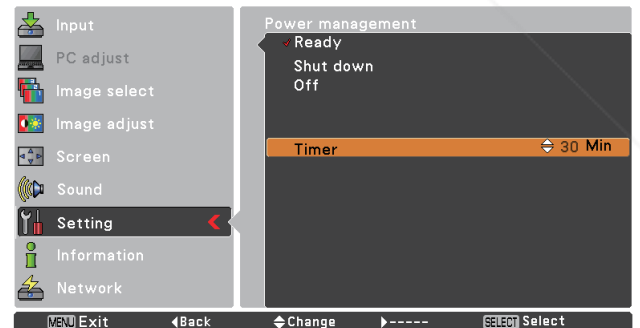 Input
PC adjust
Image select
Image adjust
Screen
Sound
Setting
Information
Network
Power management
Ready
Shut down
Off
Timer 30 Min
MENU Exit Back Change ----- SELECT Select